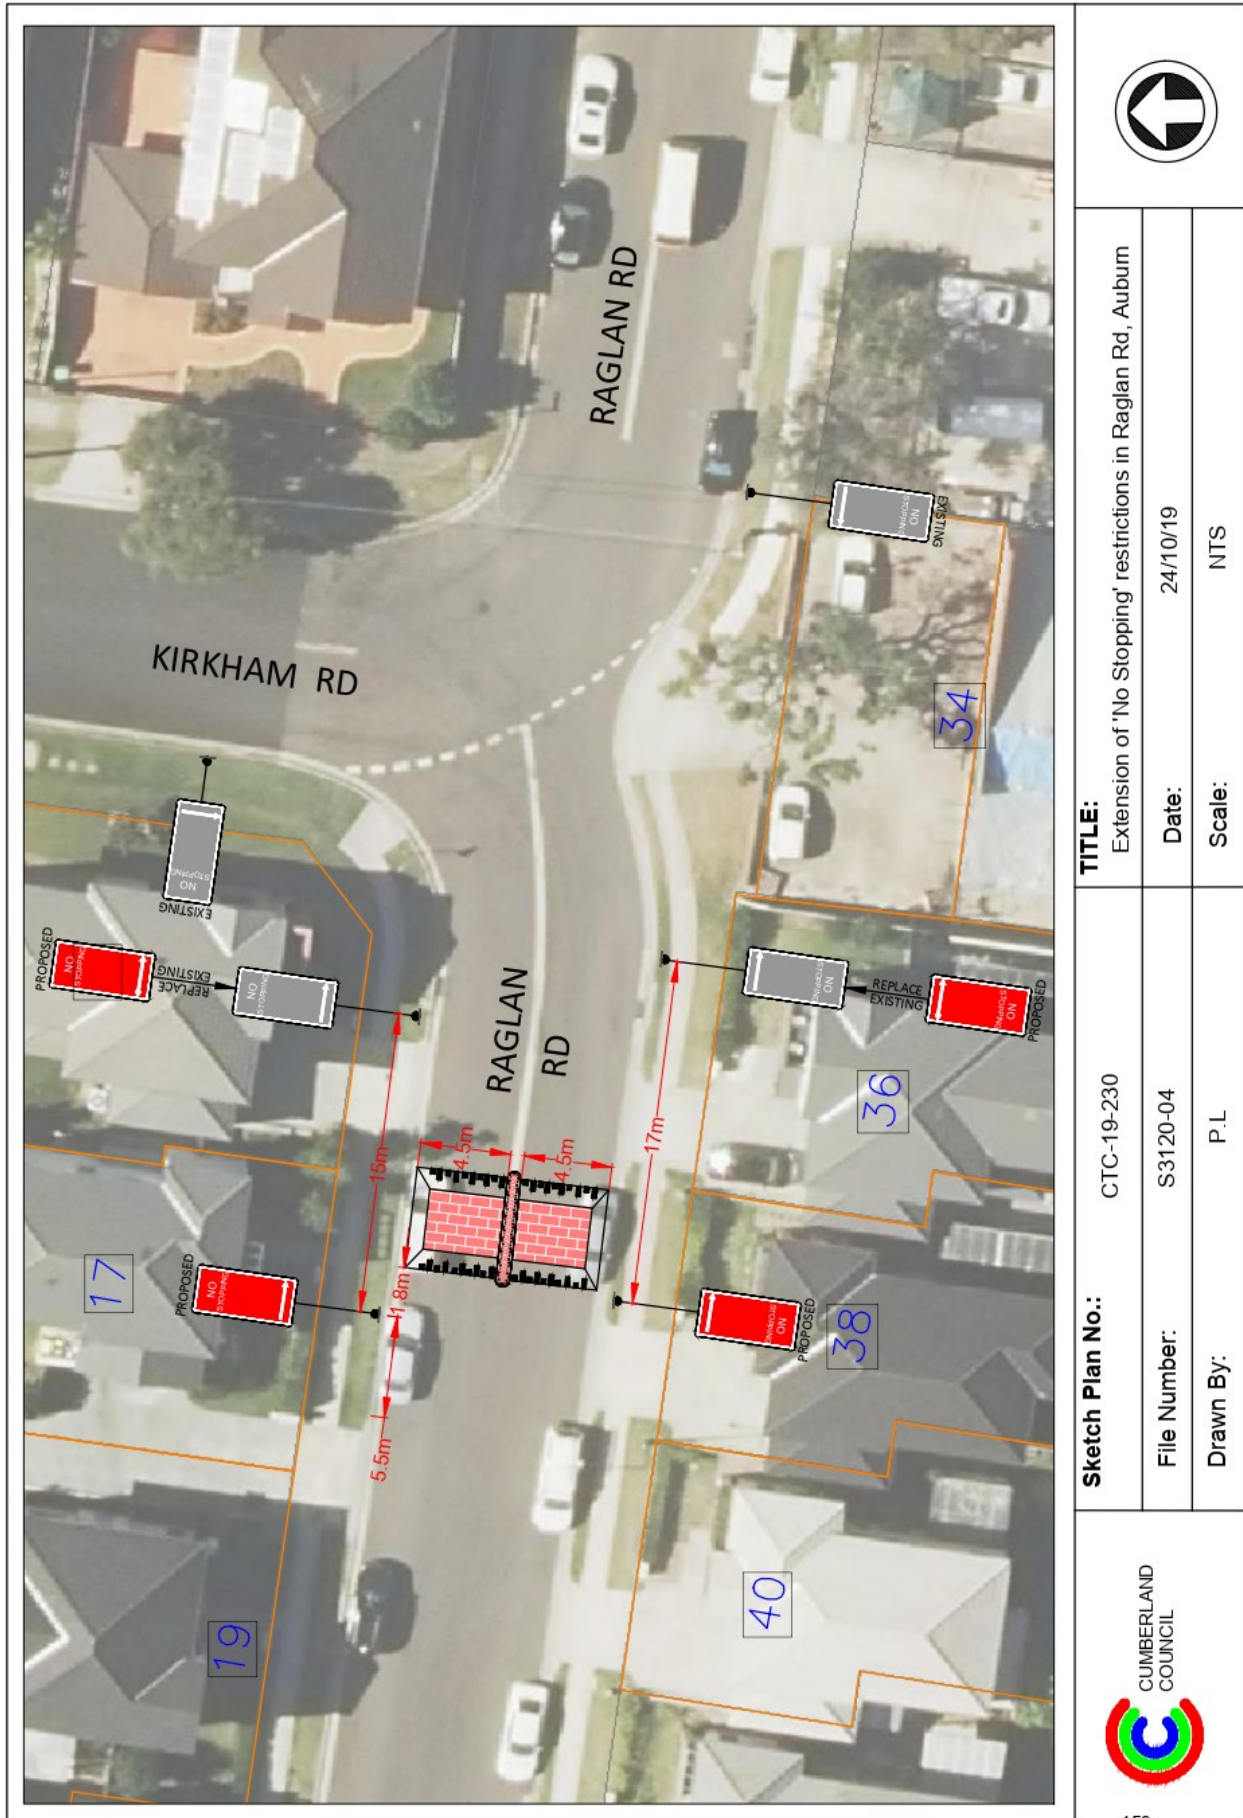 PROPOSED
NO
STOPPING
REPLACE
EXISTING
NO
STOPPING
NO
STOPPING
EXISTING
KIRKHAM RD
RAGLAN RD
RAGLAN
RD
17
PROPOSED
NO
STOPPING
15m
1.8m
5.5m
4.5m
4.5m
17m
19
NO
STOPPING
EXISTING
34
NO
STOPPING
REPLACE
EXISTING
NO
STOPPING
PROPOSED
36
NO
STOPPING
PROPOSED
38
40
CUMBERLAND
COUNCIL
Sketch Plan No.: CTC-19-230
File Number: S3120-04
Drawn By: P.L
TITLE:
Extension of 'No Stopping' restrictions in Raglan Rd, Auburn
Date: 24/10/19
Scale: NTS